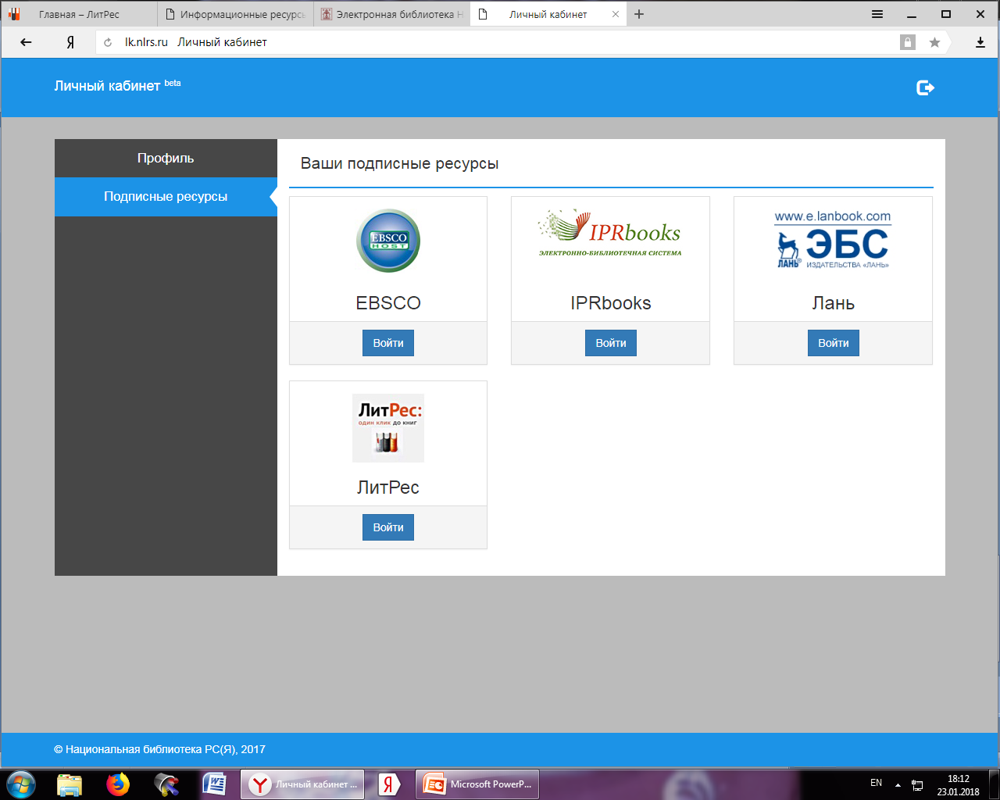 Главная – ЛитРес
Информационные ресурс
Электронная библиотека Н
Личный кабинет
Я
lk.nlrs.ru Личный кабинет
Личный кабинет beta
Профиль
Подписные ресурсы
Ваши подписные ресурсы
EBSCO
HOST
EBSCO
Войти
IPRbooks
ЭЛЕКТРОННО-БИБЛИОТЕЧНАЯ СИСТЕМА
IPRbooks
Войти
www.e.lanbook.com
ЭБС
ЛАНЬ®
ИЗДАТЕЛЬСТВА «ЛАНЬ»
Лань
Войти
ЛитРес:
один клик до книг
ЛитРес
Войти
© Национальная библиотека РС(Я), 2017
W
Y
Личный кабинет ...
Я
P
Microsoft PowerP...
EN
18:12
23.01.2018